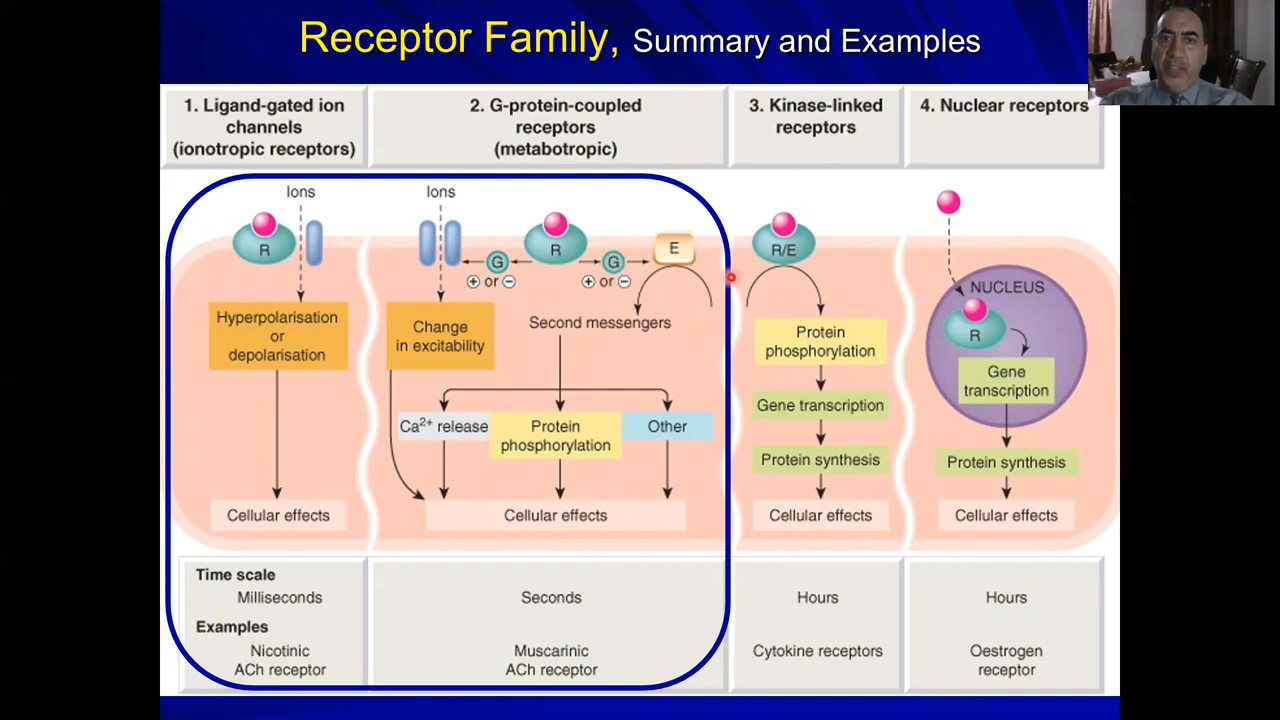 Receptor Family, Summary and Examples
1. Ligand-gated ion
channels
(ionotropic receptors)
2. G-protein-coupled
receptors
(metabotropic)
3. Kinase-linked
receptors
4. Nuclear receptors
Ions
R
Hyperpolarisation
or
depolarisation
Cellular effects
Ions
G
R
G
E
+ or −
+ or −
Change
in excitability
Second messengers
Ca²⁺ release
Protein
phosphorylation
Other
Cellular effects
R/E
Protein
phosphorylation
Gene transcription
Protein synthesis
Cellular effects
NUCLEUS
R
Gene
transcription
Protein synthesis
Cellular effects
Time scale
Milliseconds
Seconds
Hours
Hours
Examples
Nicotinic
ACh receptor
Muscarinic
ACh receptor
Cytokine receptors
Oestrogen
receptor